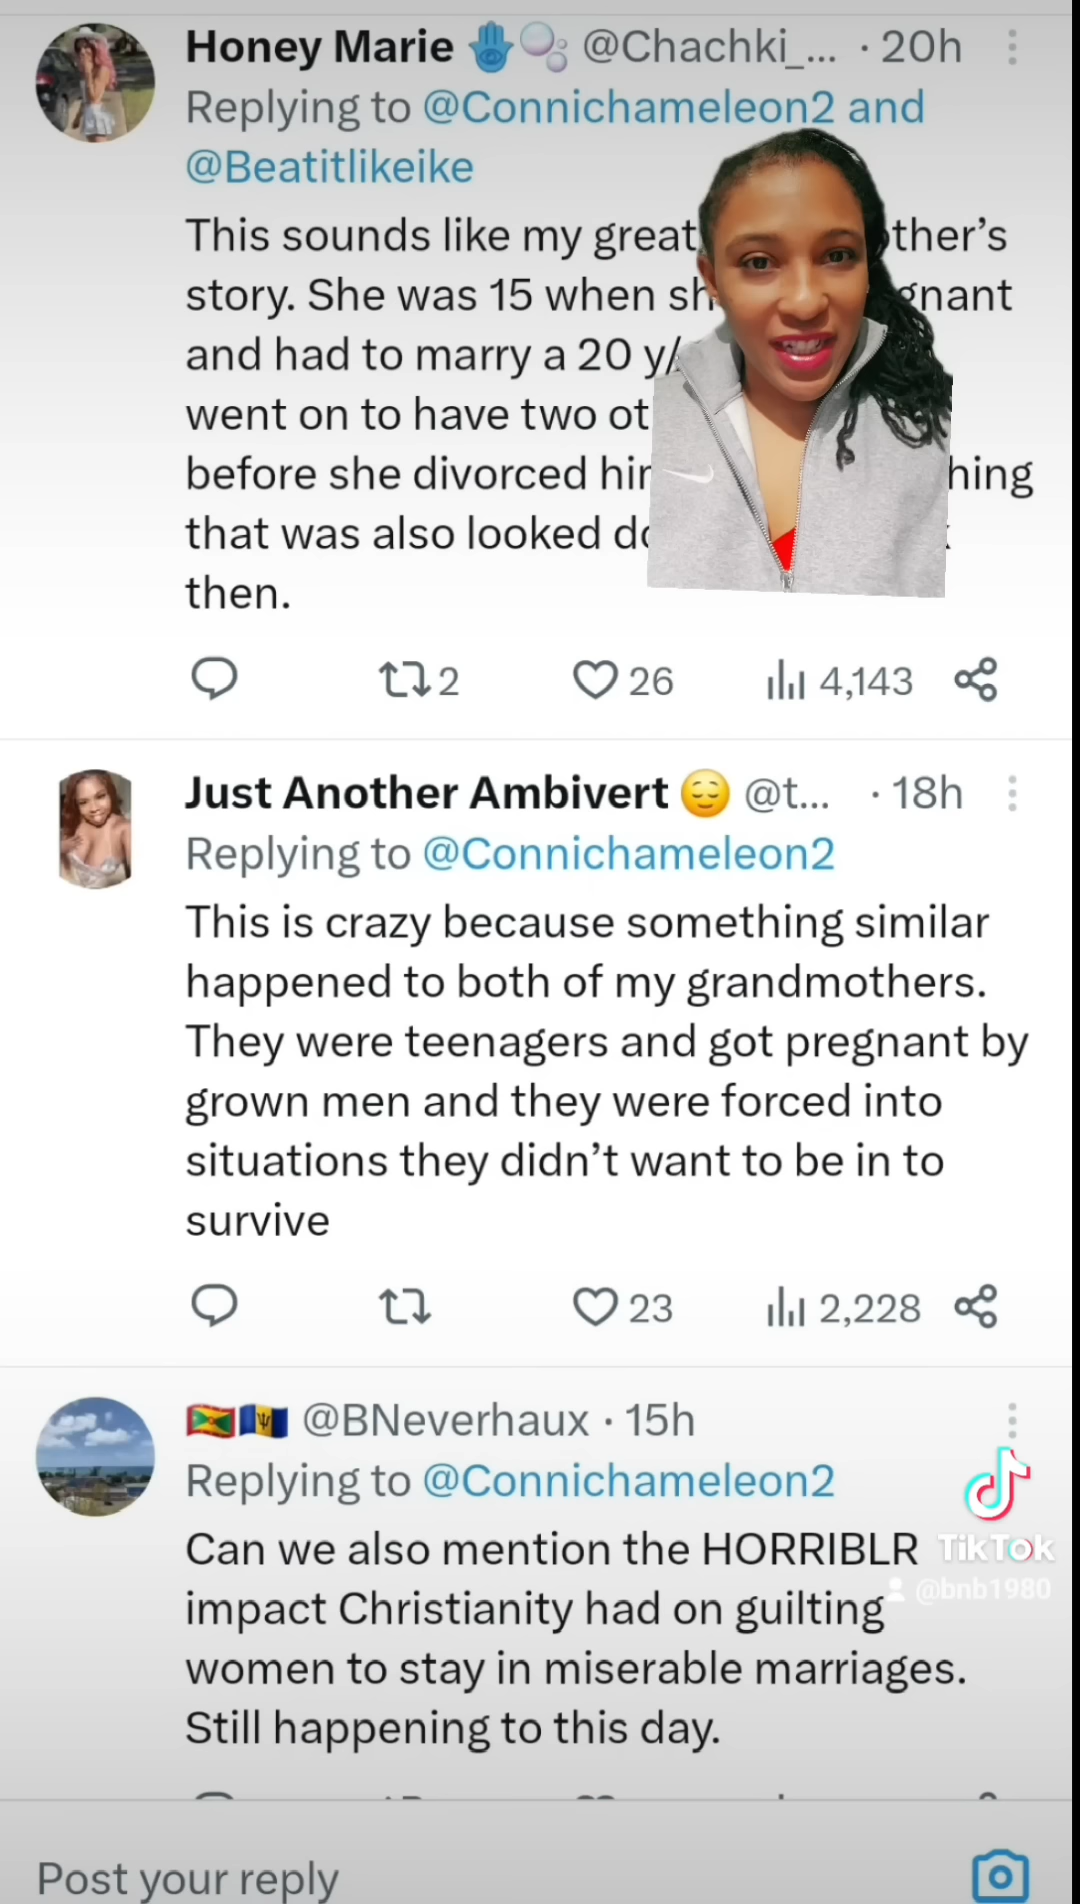 Honey Marie @Chachki_... · 20h
Replying to @Connichameleon2 and
@Beatitlikeike
This sounds like my great ther's
story. She was 15 when gnant
and had to marry a 20
went on to have two
before she divorced hing
that was also looked
then.
2 26 4,143
Just Another Ambivert @t... · 18h
Replying to @Connichameleon2
This is crazy because something similar
happened to both of my grandmothers.
They were teenagers and got pregnant by
grown men and they were forced into
situations they didn't want to be in to
survive
23 2,228
@BNeverhaux · 15h
Replying to @Connichameleon2
Can we also mention the HORRIBLR
impact Christianity had on guilting
women to stay in miserable marriages.
Still happening to this day.
TikTok
@bnb1980
Post your reply